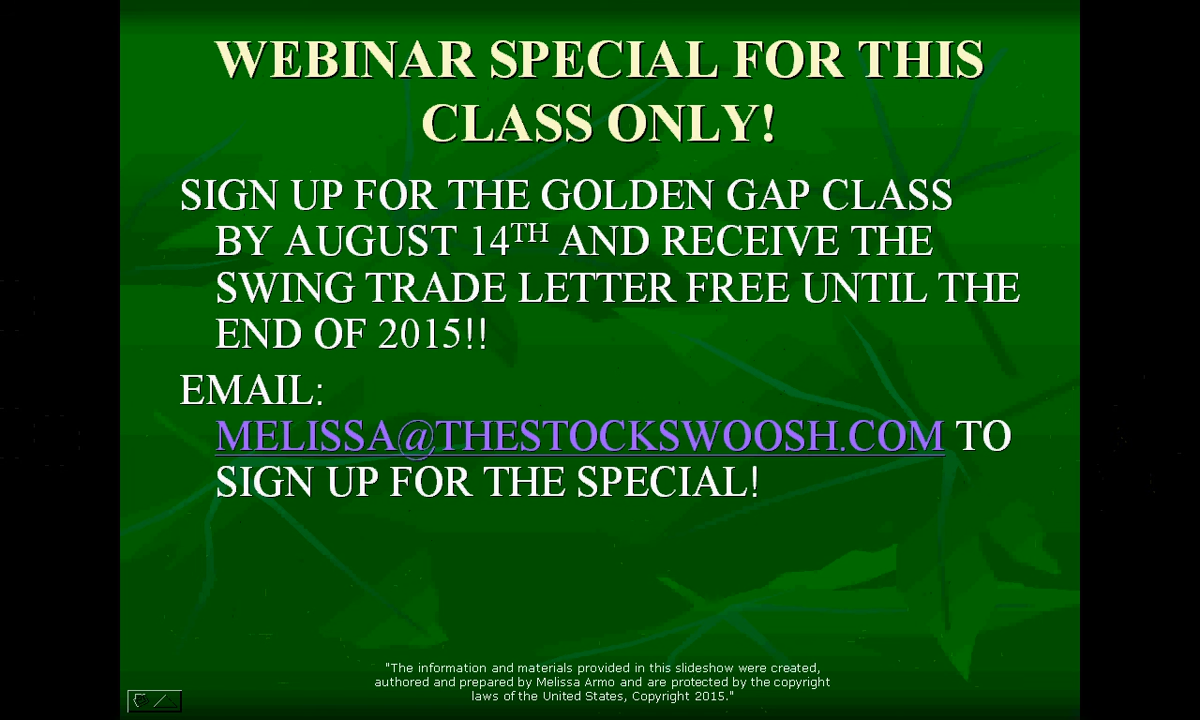 WEBINAR SPECIAL FOR THIS
CLASS ONLY!
SIGN UP FOR THE GOLDEN GAP CLASS
BY AUGUST 14TH AND RECEIVE THE
SWING TRADE LETTER FREE UNTIL THE
END OF 2015!!
EMAIL:
MELISSA@THESTOCKSWOOSH.COM TO
SIGN UP FOR THE SPECIAL!
"The information and materials provided in this slideshow were created,
authored and prepared by Melissa Armo and are protected by the copyright
laws of the United States, Copyright 2015."